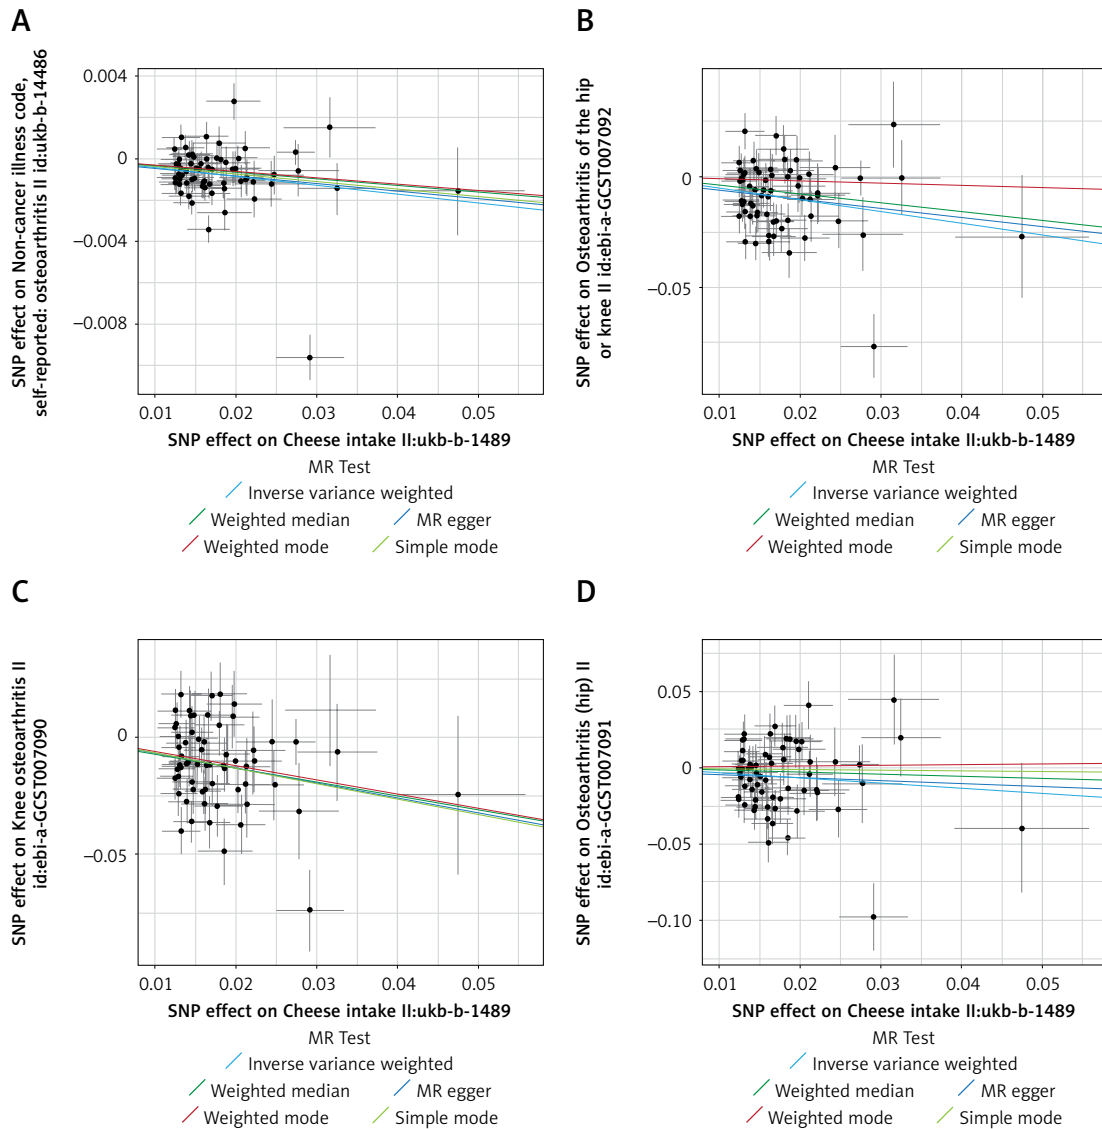 A
SNP effect on Non-cancer illness code,
self-reported: osteoarthritis II id:ukb-b-14486
0.004
0
−0.004
−0.008
0.01 0.02 0.03 0.04 0.05
SNP effect on Cheese intake II:ukb-b-1489
MR Test
Inverse variance weighted
Weighted median MR egger
Weighted mode Simple mode
B
SNP effect on Osteoarthritis of the hip
or knee II id:ebi-a-GCST007092
0
−0.05
0.01 0.02 0.03 0.04 0.05
SNP effect on Cheese intake II:ukb-b-1489
MR Test
Inverse variance weighted
Weighted median MR egger
Weighted mode Simple mode
C
SNP effect on Knee osteoarthritis II
id:ebi-a-GCST007090
0
−0.05
0.01 0.02 0.03 0.04 0.05
SNP effect on Cheese intake II:ukb-b-1489
MR Test
Inverse variance weighted
Weighted median MR egger
Weighted mode Simple mode
D
SNP effect on Osteoarthritis (hip) II
id:ebi-a-GCST007091
0.05
0
−0.05
−0.10
0.01 0.02 0.03 0.04 0.05
SNP effect on Cheese intake II:ukb-b-1489
MR Test
Inverse variance weighted
Weighted median MR egger
Weighted mode Simple mode